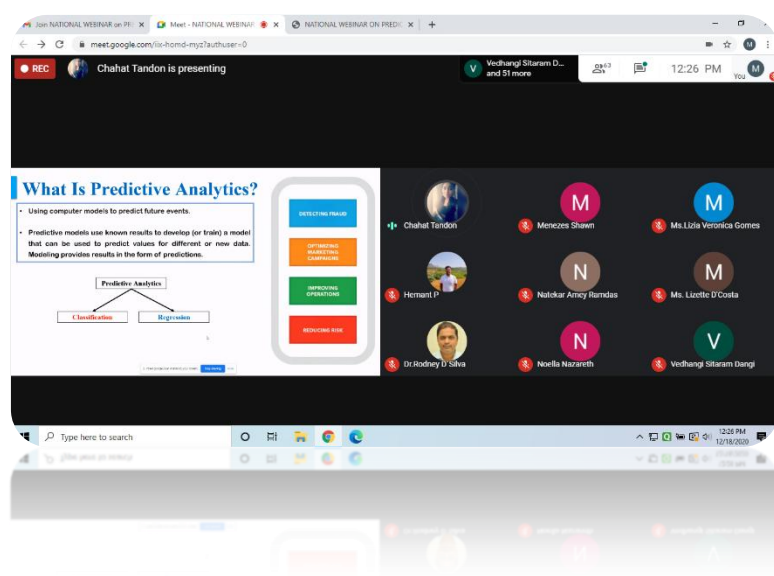 Join NATIONAL WEBINAR on PRE
Meet - NATIONAL WEBINAR
NATIONAL WEBINAR ON PREDIC
meet.google.com/iix-homd-myz?authuser=0
REC
Chahat Tandon is presenting
V
Vedhangi Sitaram D...
and 51 more
63
12:26 PM
You
M
What Is Predictive Analytics?
• Using computer models to predict future events.
• Predictive models use known results to develop (or train) a model
that can be used to predict values for different or new data.
Modeling provides results in the form of predictions.
Predictive Analytics
Classification
Regression
DETECTING FRAUD
OPTIMIZING
MARKETING
CAMPAIGNS
IMPROVING
OPERATIONS
REDUCING RISK
Chahat Tandon
M
Menezes Shawn
M
Ms.Lizia Veronica Gomes
Hemant P
N
Natekar Amey Ramdas
M
Ms. Lizette D'Costa
Dr.Rodney D Silva
N
Noella Nazareth
V
Vedhangi Sitaram Dangi
Type here to search
12:26 PM
12/18/2020